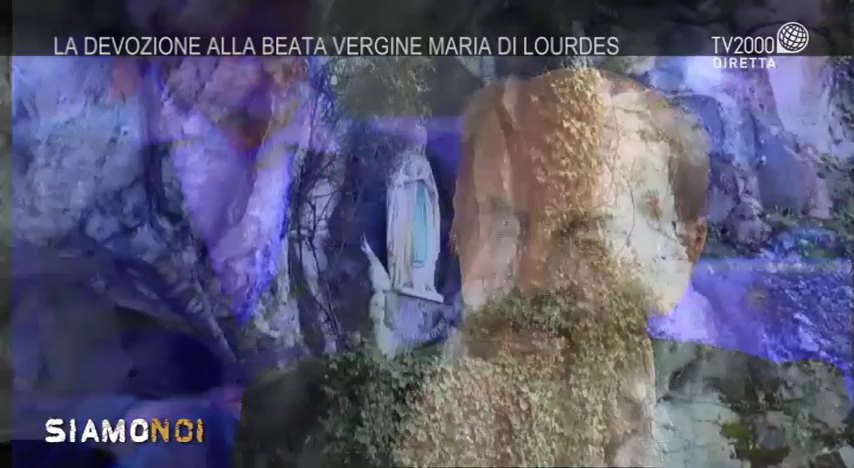 LA DEVOZIONE ALLA BEATA VERGINE MARIA DI LOURDES
TV2000
DIRETTA
SIAMONOI